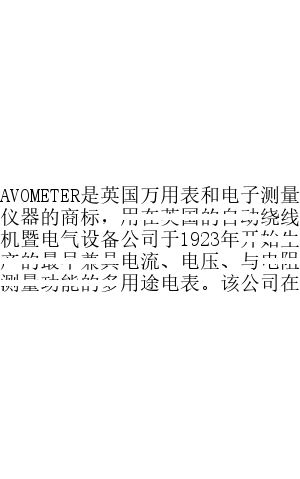 AVOMETER是英国万用表和电子测量
仪器的商标，用在英国的自动绕线
机暨电气设备公司于1923年开始生
产的最早兼具电流、电压、与电阻
测量功能的多用途电表。该公司在